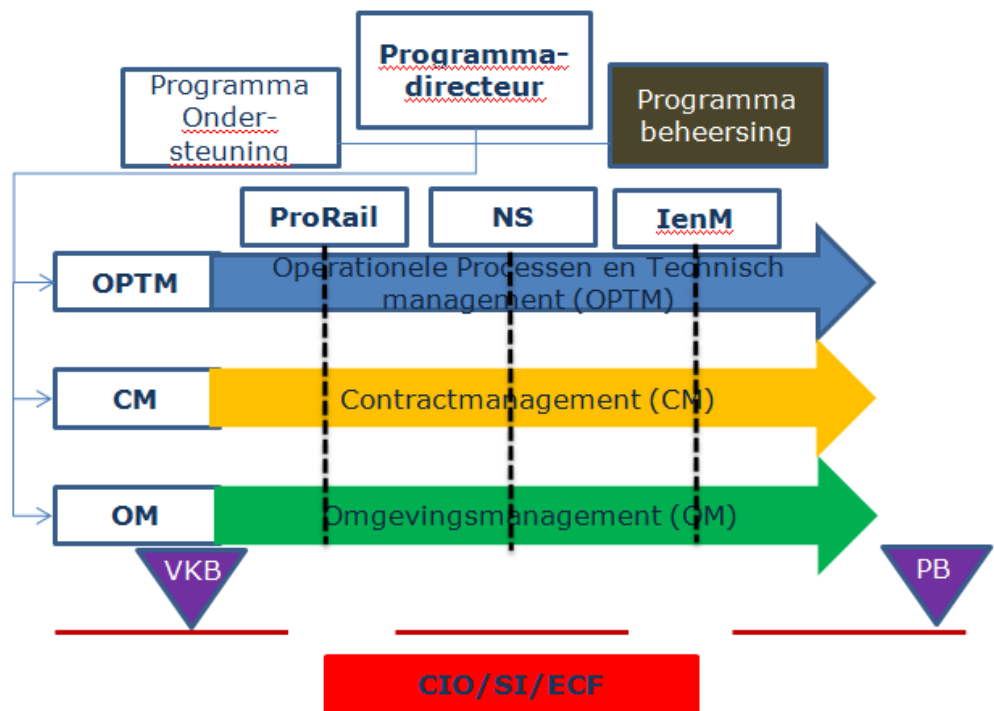 Programma-
directeur
Programma
Onder-
steuning
Programma
beheersing
ProRail
NS
IenM
OPTM
Operationele Processen en Technisch
management (OPTM)
CM
Contractmanagement (CM)
OM
Omgevingsmanagement (OM)
VKB
PB
CIO/SI/ECF